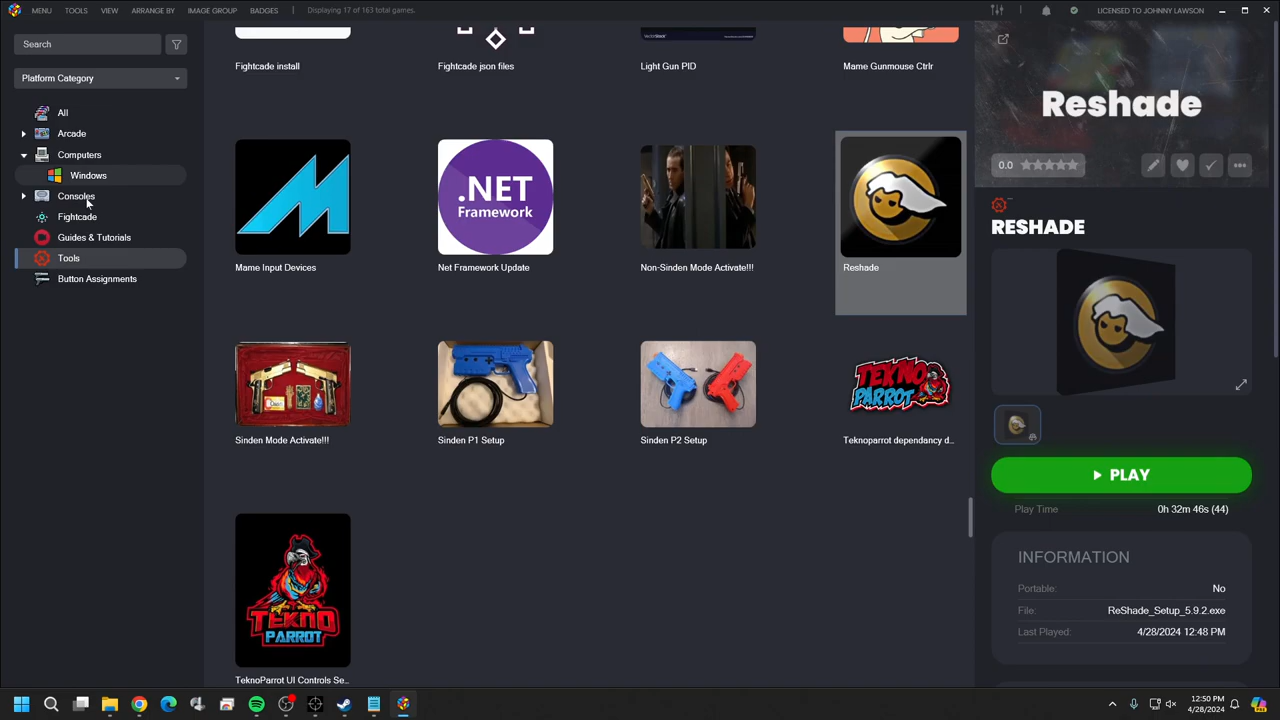 MENU TOOLS VIEW ARRANGE BY IMAGE GROUP BADGES Displaying 17 of 163 total games. LICENSED TO JOHNNY LAWSON
Search
Platform Category
All
Arcade
Computers
Windows
Consoles
Fightcade
Guides & Tutorials
Tools
Button Assignments
Fightcade install
Fightcade json files
Light Gun PID
Mame Gunmouse Ctrlr
.NET
Framework
Mame Input Devices
Net Framework Update
Non-Sinden Mode Activate!!!
Reshade
TEKNO
PARROT
Sinden Mode Activate!!!
Sinden P1 Setup
Sinden P2 Setup
Teknoparrot dependancy d...
TEKNO
PARROT
TeknoParrot UI Controls Se...
Reshade
0.0
RESHADE
PLAY
Play Time 0h 32m 46s (44)
INFORMATION
Portable: No
File: ReShade_Setup_5.9.2.exe
Last Played: 4/28/2024 12:48 PM
12:50 PM
4/28/2024